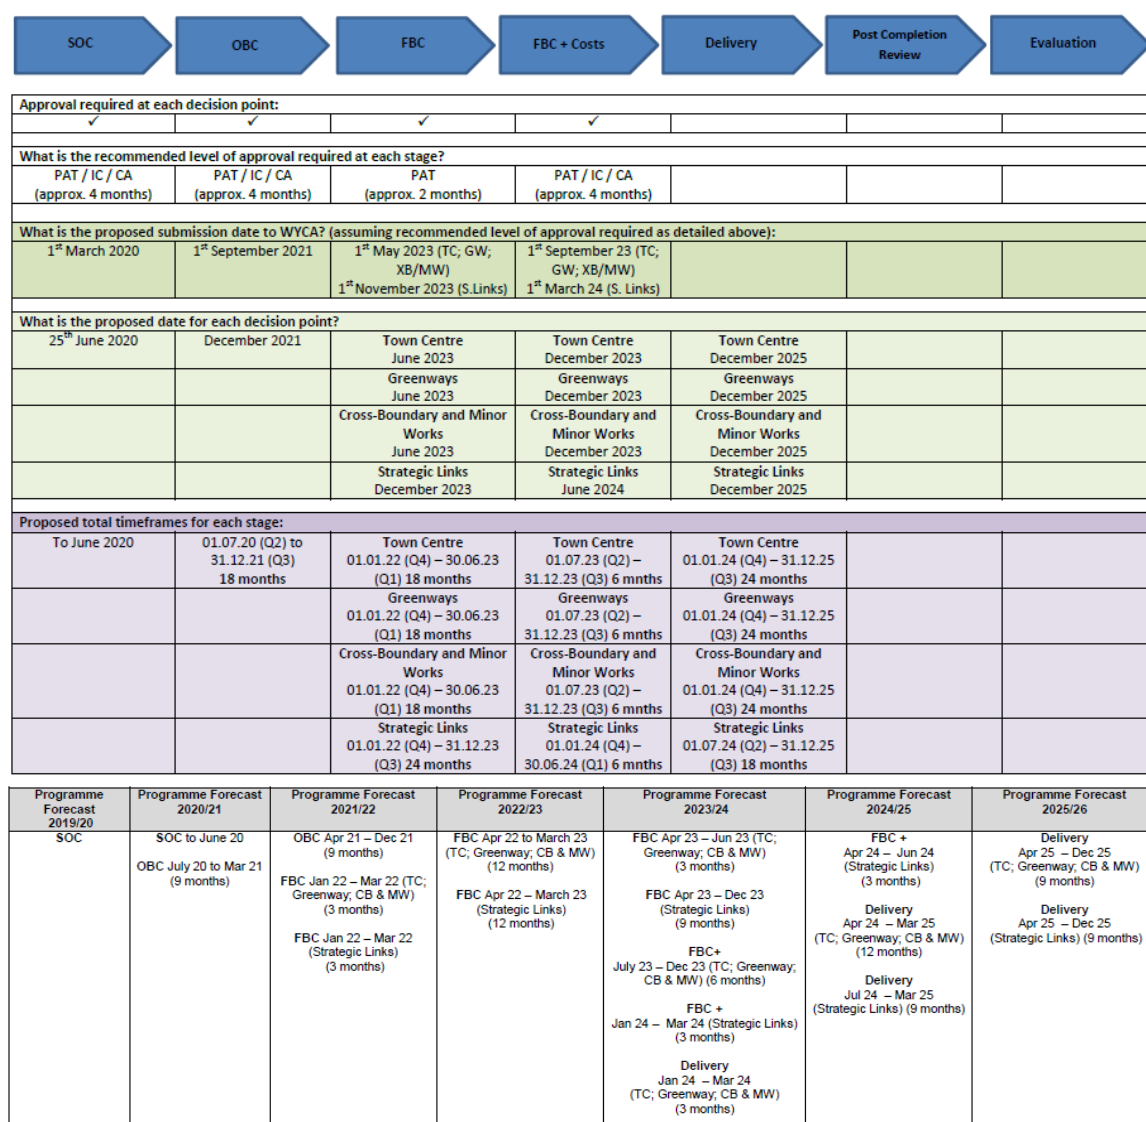 SOC
OBC
FBC
FBC + Costs
Delivery
Post Completion
Review
Evaluation
Approval required at each decision point:
✓ ✓ ✓ ✓
What is the recommended level of approval required at each stage?
PAT / IC / CA
(approx. 4 months)
PAT / IC / CA
(approx. 4 months)
PAT
(approx. 2 months)
PAT / IC / CA
(approx. 4 months)
What is the proposed submission date to WYCA? (assuming recommended level of approval required as detailed above):
1st March 2020
1st September 2021
1st May 2023 (TC; GW;
XB/MW)
1st November 2023 (S.Links)
1st September 23 (TC;
GW; XB/MW)
1st March 24 (S. Links)
What is the proposed date for each decision point?
25th June 2020
December 2021
Town Centre
June 2023
Town Centre
December 2023
Town Centre
December 2025
Greenways
June 2023
Greenways
December 2023
Greenways
December 2025
Cross-Boundary and Minor
Works
June 2023
Cross-Boundary and
Minor Works
December 2023
Cross-Boundary and
Minor Works
December 2025
Strategic Links
December 2023
Strategic Links
June 2024
Strategic Links
December 2025
Proposed total timeframes for each stage:
To June 2020
01.07.20 (Q2) to
31.12.21 (Q3)
18 months
Town Centre
01.01.22 (Q4) – 30.06.23
(Q1) 18 months
Town Centre
01.07.23 (Q2) –
31.12.23 (Q3) 6 mnths
Town Centre
01.01.24 (Q4) – 31.12.25
(Q3) 24 months
Greenways
01.01.22 (Q4) – 30.06.23
(Q1) 18 months
Greenways
01.07.23 (Q2) –
31.12.23 (Q3) 6 mnths
Greenways
01.01.24 (Q4) – 31.12.25
(Q3) 24 months
Cross-Boundary and Minor
Works
01.01.22 (Q4) – 30.06.23
(Q1) 18 months
Cross-Boundary and
Minor Works
01.07.23 (Q2) –
31.12.23 (Q3) 6 mnths
Cross-Boundary and
Minor Works
01.01.24 (Q4) – 31.12.25
(Q3) 24 months
Strategic Links
01.01.22 (Q4) – 31.12.23
(Q3) 24 months
Strategic Links
01.01.24 (Q4) –
30.06.24 (Q1) 6 mnths
Strategic Links
01.07.24 (Q2) – 31.12.25
(Q3) 18 months
Programme
Forecast
2019/20
Programme Forecast
2020/21
Programme Forecast
2021/22
Programme Forecast
2022/23
Programme Forecast
2023/24
Programme Forecast
2024/25
Programme Forecast
2025/26
SOC
SOC to June 20
OBC July 20 to Mar 21
(9 months)
OBC Apr 21 – Dec 21
(9 months)
FBC Jan 22 – Mar 22 (TC;
Greenway; CB & MW)
(3 months)
FBC Jan 22 – Mar 22
(Strategic Links)
(3 months)
FBC Apr 22 to March 23
(TC; Greenway; CB & MW)
(12 months)
FBC Apr 22 – March 23
(Strategic Links)
(12 months)
FBC Apr 23 – Jun 23 (TC;
Greenway; CB & MW)
(3 months)
FBC Apr 23 – Dec 23
(Strategic Links)
(9 months)
FBC+
July 23 – Dec 23 (TC; Greenway;
CB & MW) (6 months)
FBC +
Jan 24 – Mar 24 (Strategic Links)
(3 months)
Delivery
Jan 24 – Mar 24
(TC; Greenway; CB & MW)
(3 months)
FBC +
Apr 24 – Jun 24
(Strategic Links)
(3 months)
Delivery
Apr 24 – Mar 25
(TC; Greenway; CB & MW)
(12 months)
Delivery
Jul 24 – Mar 25
(Strategic Links) (9 months)
Delivery
Apr 25 – Dec 25
(TC; Greenway; CB & MW)
(9 months)
Delivery
Apr 25 – Dec 25
(Strategic Links) (9 months)